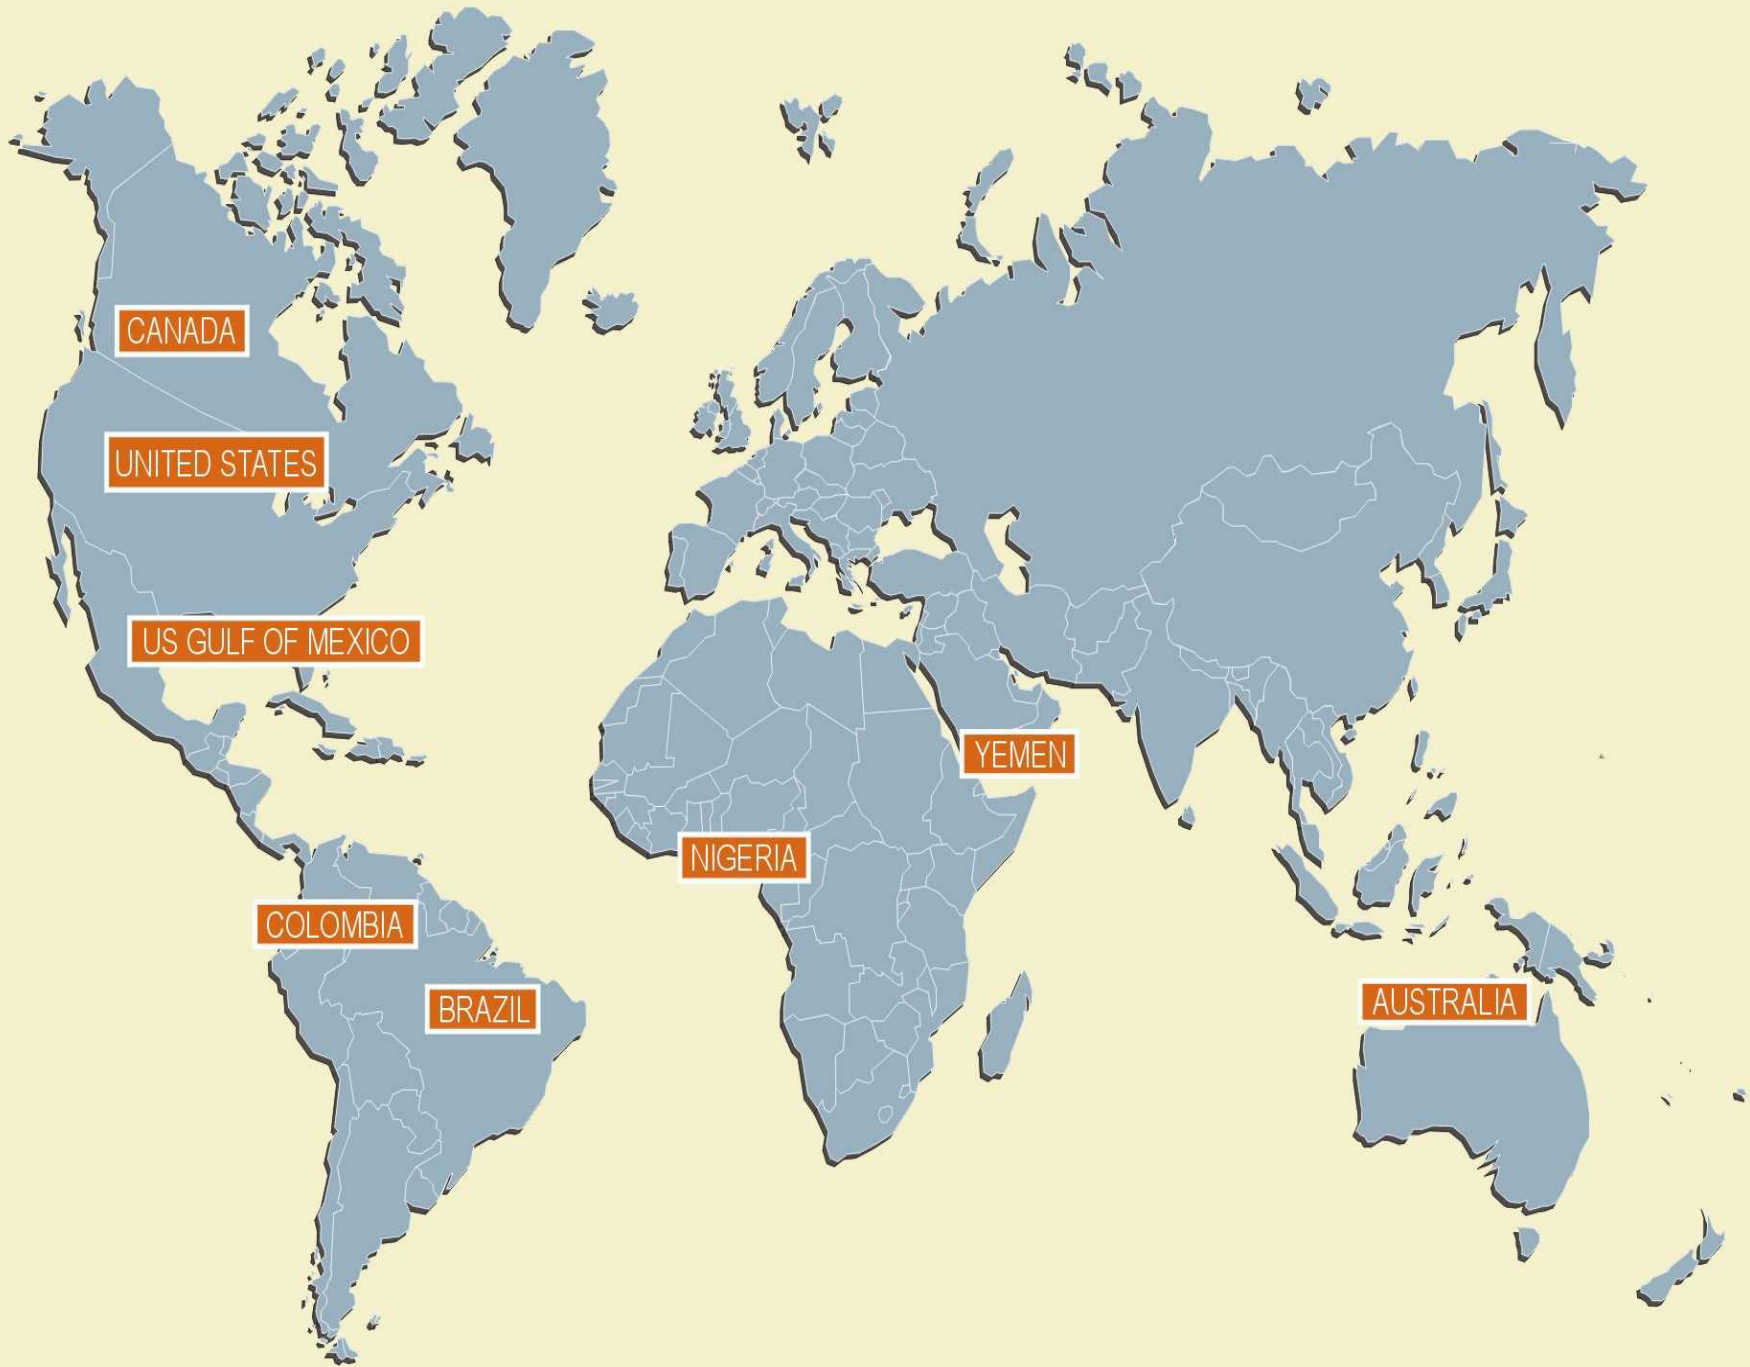 CANADA
UNITED STATES
US GULF OF MEXICO
YEMEN
NIGERIA
COLOMBIA
BRAZIL
AUSTRALIA